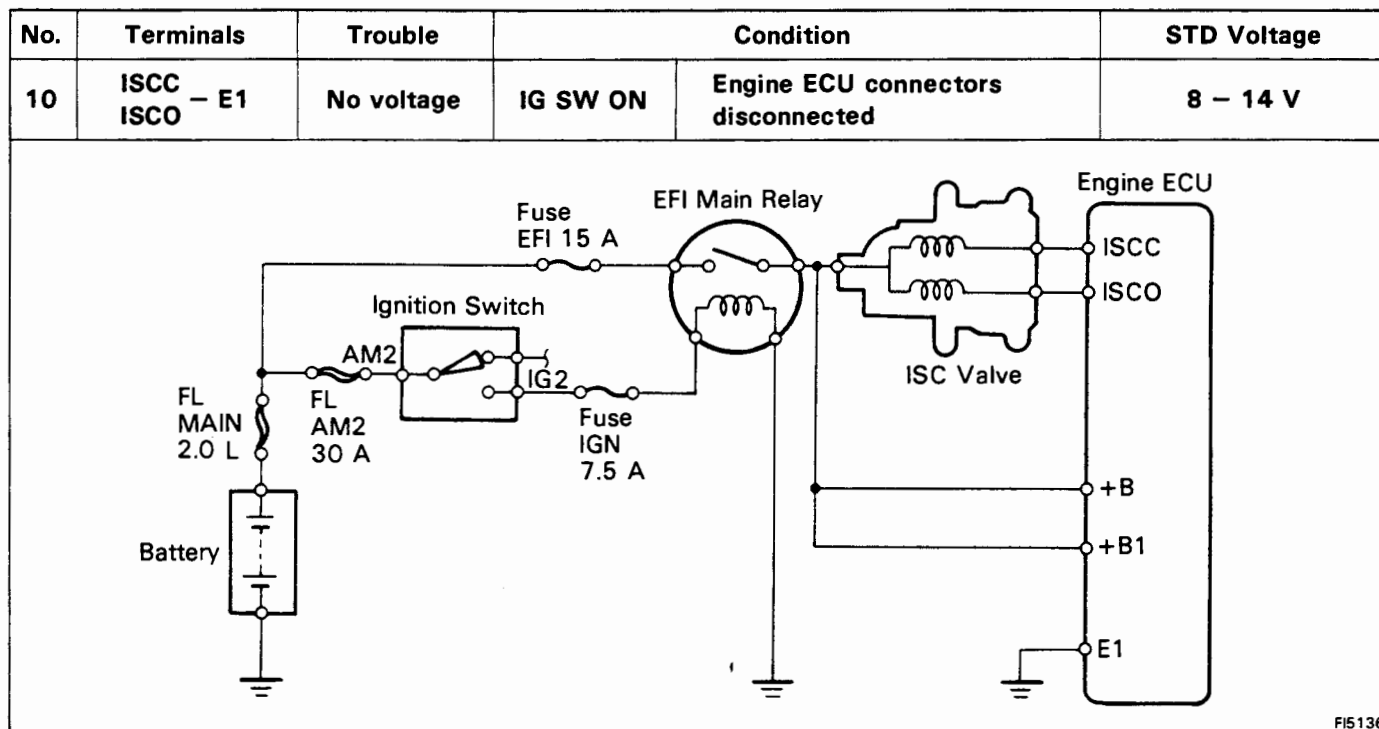 No. Terminals Trouble Condition STD Voltage
10 ISCC ISCO – E1 No voltage IG SW ON Engine ECU connectors disconnected 8 – 14 V
Engine ECU
EFI Main Relay
Fuse
EFI 15 A
ISCC
ISCO
Ignition Switch
AM2
IG2
ISC Valve
FL
MAIN
2.0 L
FL
AM2
30 A
Fuse
IGN
7.5 A
+B
+B1
Battery
E1
FI5136